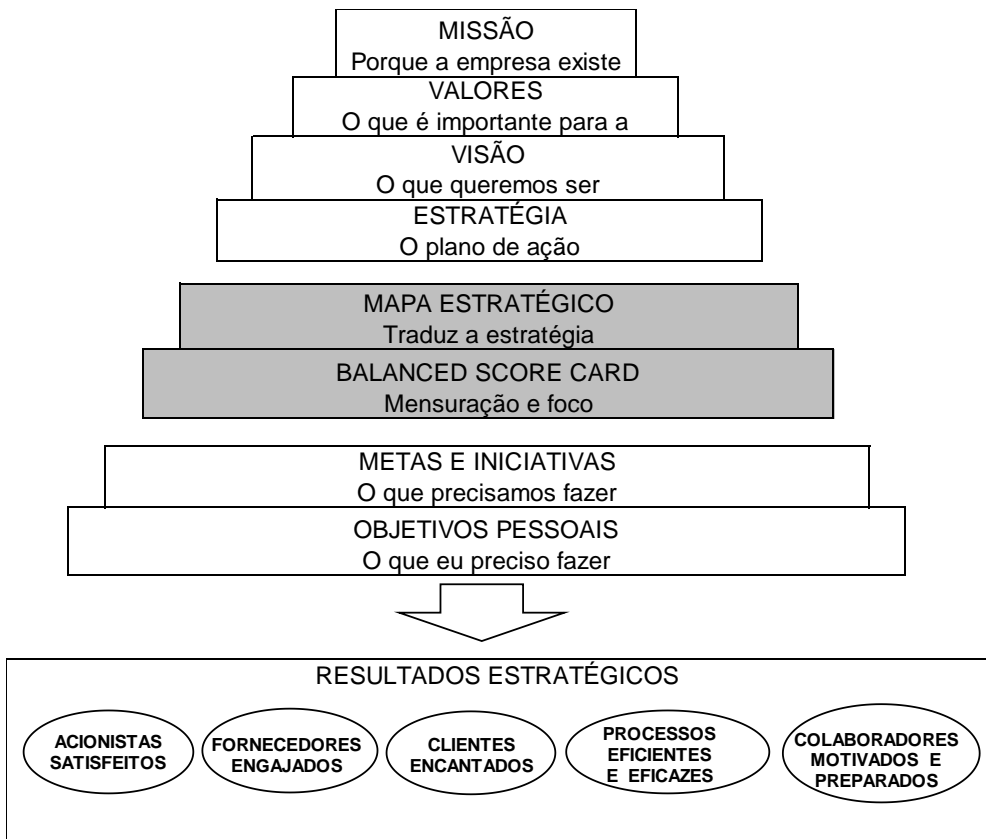 MISSÃO
Porque a empresa existe
VALORES
O que é importante para a
VISÃO
O que queremos ser
ESTRATÉGIA
O plano de ação
MAPA ESTRATÉGICO
Traduz a estratégia
BALANCED SCORE CARD
Mensuração e foco
METAS E INICIATIVAS
O que precisamos fazer
OBJETIVOS PESSOAIS
O que eu preciso fazer
RESULTADOS ESTRATÉGICOS
ACIONISTAS
SATISFEITOS
FORNECEDORES
ENGAJADOS
CLIENTES
ENCANTADOS
PROCESSOS
EFICIENTES
E EFICAZES
COLABORADORES
MOTIVADOS E
PREPARADOS